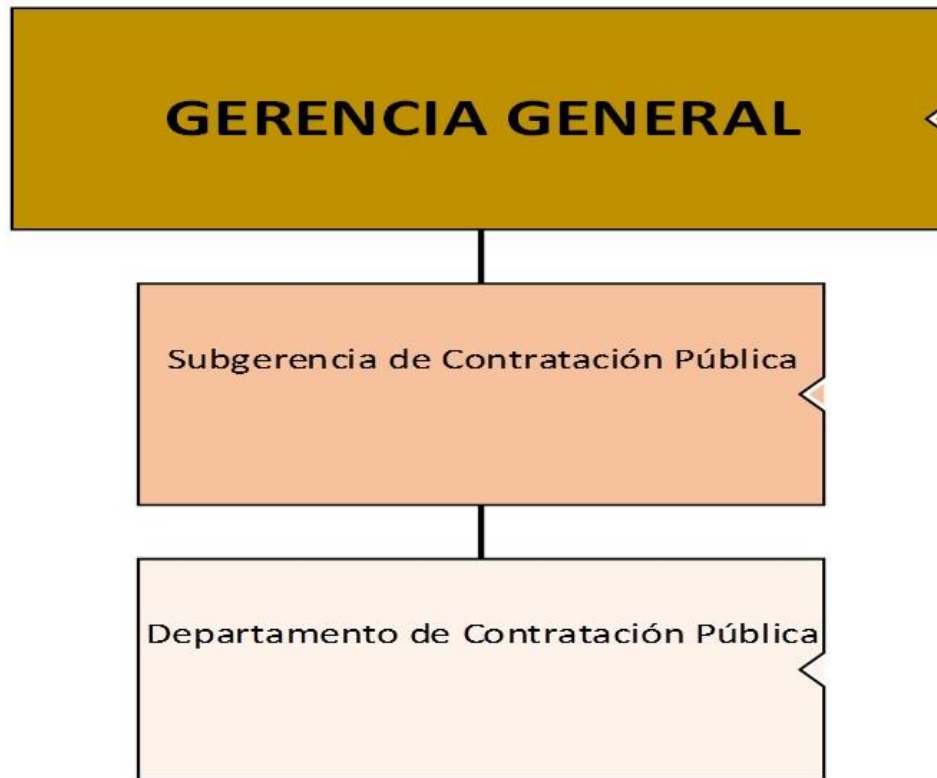 GERENCIA GENERAL
Subgerencia de Contratación Pública
Departamento de Contratación Pública